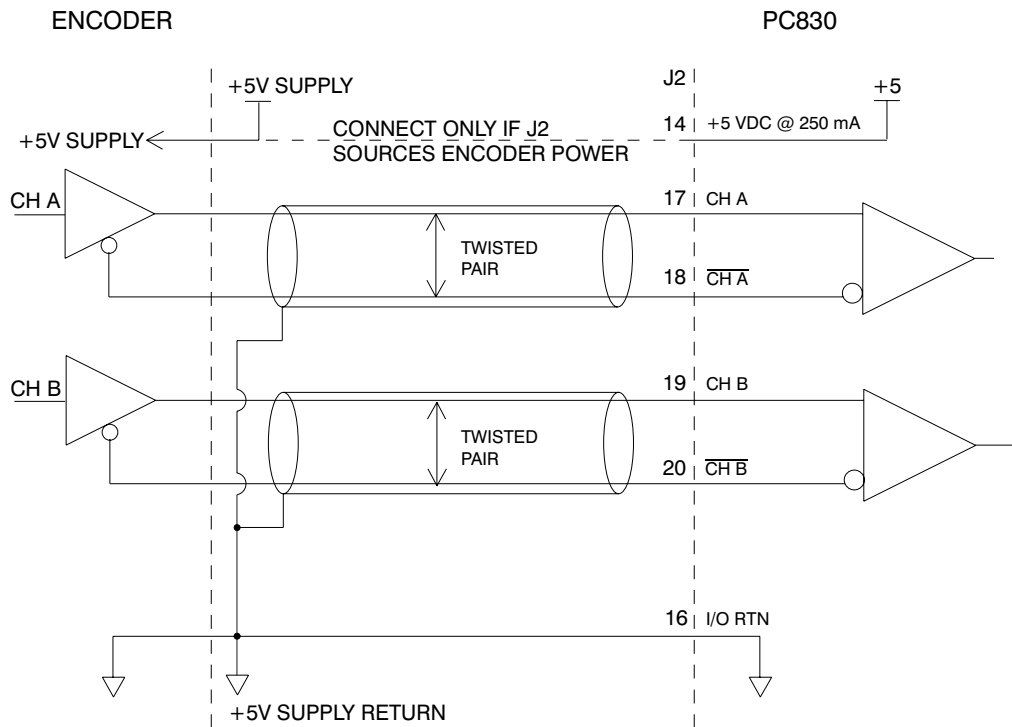 ENCODER
PC830
+5V SUPPLY
J2
+5
+5V SUPPLY
CONNECT ONLY IF J2
SOURCES ENCODER POWER
14
+5 VDC @ 250 mA
CH A
17
CH A
TWISTED
PAIR
18
CH A
CH B
19
CH B
TWISTED
PAIR
20
CH B
16
I/O RTN
+5V SUPPLY RETURN